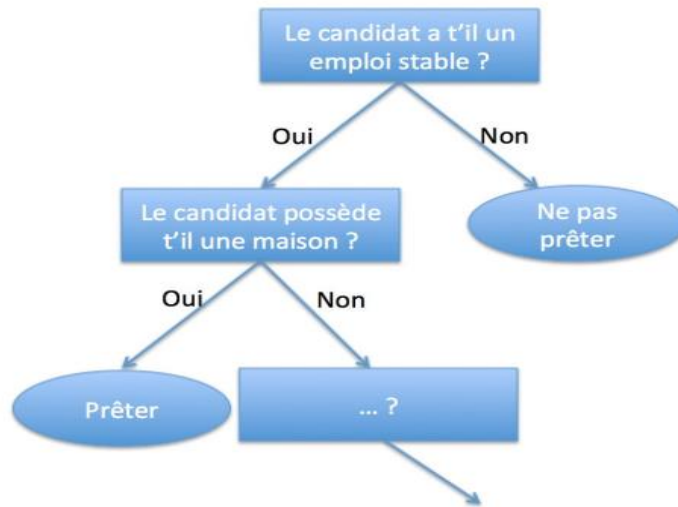 Le candidat a t'il un
emploi stable ?
Oui
Non
Le candidat possède
t'il une maison ?
Ne pas
prêter
Oui
Non
Prêter
... ?